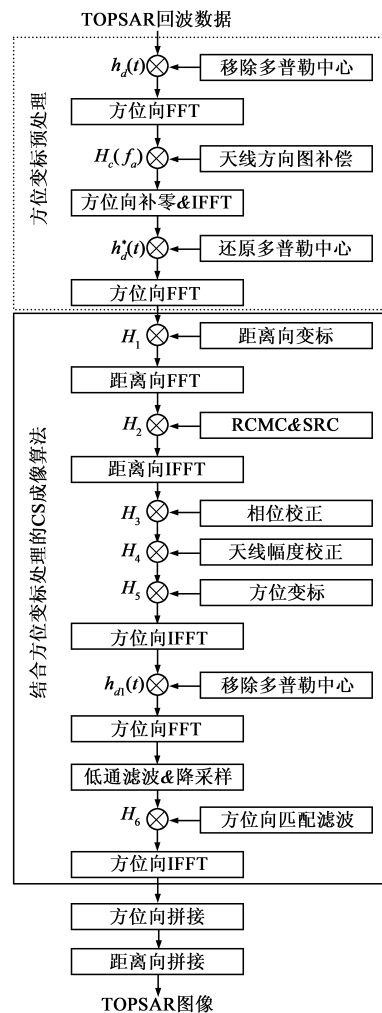 TOPSAR回波数据
方位变标预处理
h_d(t) 移除多普勒中心
方位向FFT
H_c(f_a) 天线方向图补偿
方位向补零&IFFT
h_d^*(t) 还原多普勒中心
方位向FFT
结合方位变标处理的CS成像算法
H_1 距离向变标
距离向FFT
H_2 RCMC&SRC
距离向IFFT
H_3 相位校正
H_4 天线幅度校正
H_5 方位变标
方位向IFFT
h_{d1}(t) 移除多普勒中心
方位向FFT
低通滤波&降采样
H_6 方位向匹配滤波
方位向IFFT
方位向拼接
距离向拼接
TOPSAR图像